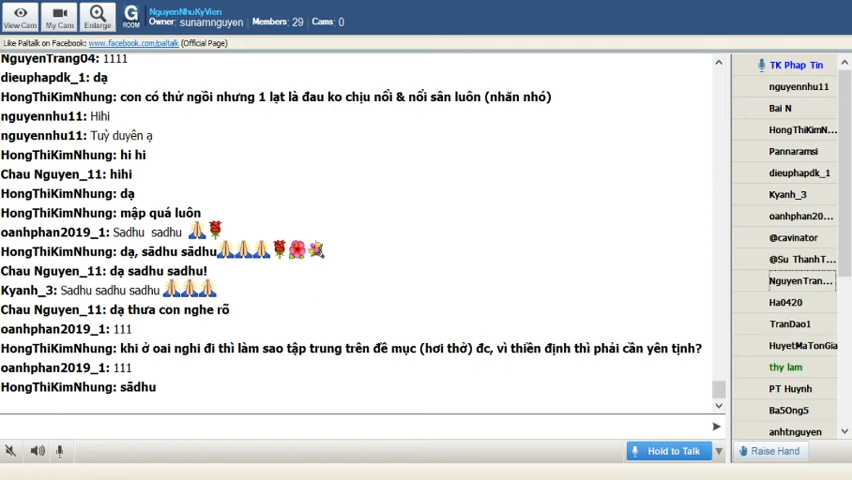 View Cam
My Cam
Enlarge
G
ROOM
NguyenNhuKyVien
Owner: sunamnguyen Members: 29 Cams: 0
Like Paltalk on Facebook: www.facebook.com/paltalk (Official Page)
NguyenTrang04: 1111
dieuphapdk_1: dạ
HongThiKimNhung: con có thử ngồi nhưng 1 lạt là đau ko chịu nổi & nổi sân luôn (nhăn nhó)
nguyennhu11: Hihi
nguyennhu11: Tuỳ duyên ạ
HongThiKimNhung: hi hi
Chau Nguyen_11: hihi
HongThiKimNhung: dạ
HongThiKimNhung: mập quá luôn
oanhphan2019_1: Sadhu sadhu
HongThiKimNhung: dạ, sādhu sādhu
Chau Nguyen_11: dạ sadhu sadhu!
Kyanh_3: Sadhu sadhu sadhu
Chau Nguyen_11: dạ thưa con nghe rõ
oanhphan2019_1: 111
HongThiKimNhung: khi ở oai nghi đi thì làm sao tập trung trên đề mục (hơi thở) đc, vì thiền định thì phải cần yên tịnh?
oanhphan2019_1: 111
HongThiKimNhung: sādhu
TK Phap Tin
nguyennhu11
Bai N
HongThiKimN...
Pannaramsi
dieuphapdk_1
Kyanh_3
oanhphan20...
@cavinator
@Su ThanhT...
NguyenTran...
Ha0420
TranDao1
HuyetMaTonGia
thy lam
PT Huynh
Ba5Ong5
anhtnguyen
Hold to Talk
Raise Hand